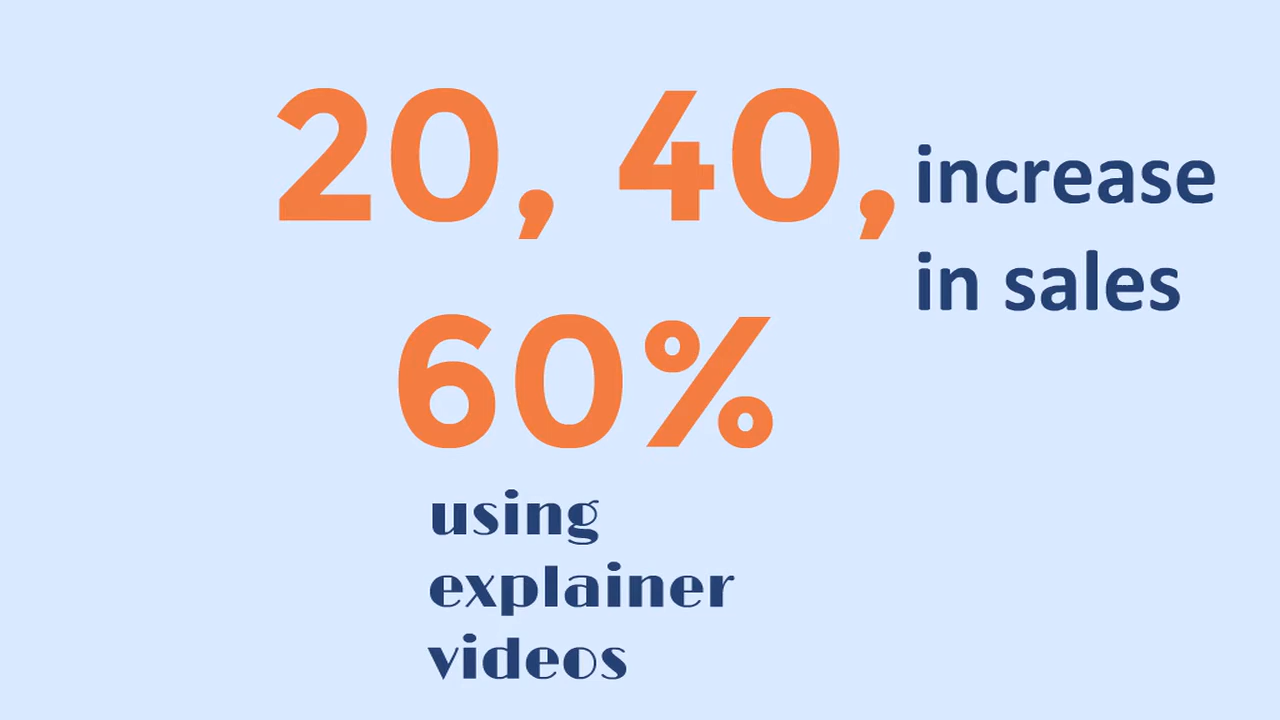 20, 40,
60%
increase
in sales
using
explainer
videos